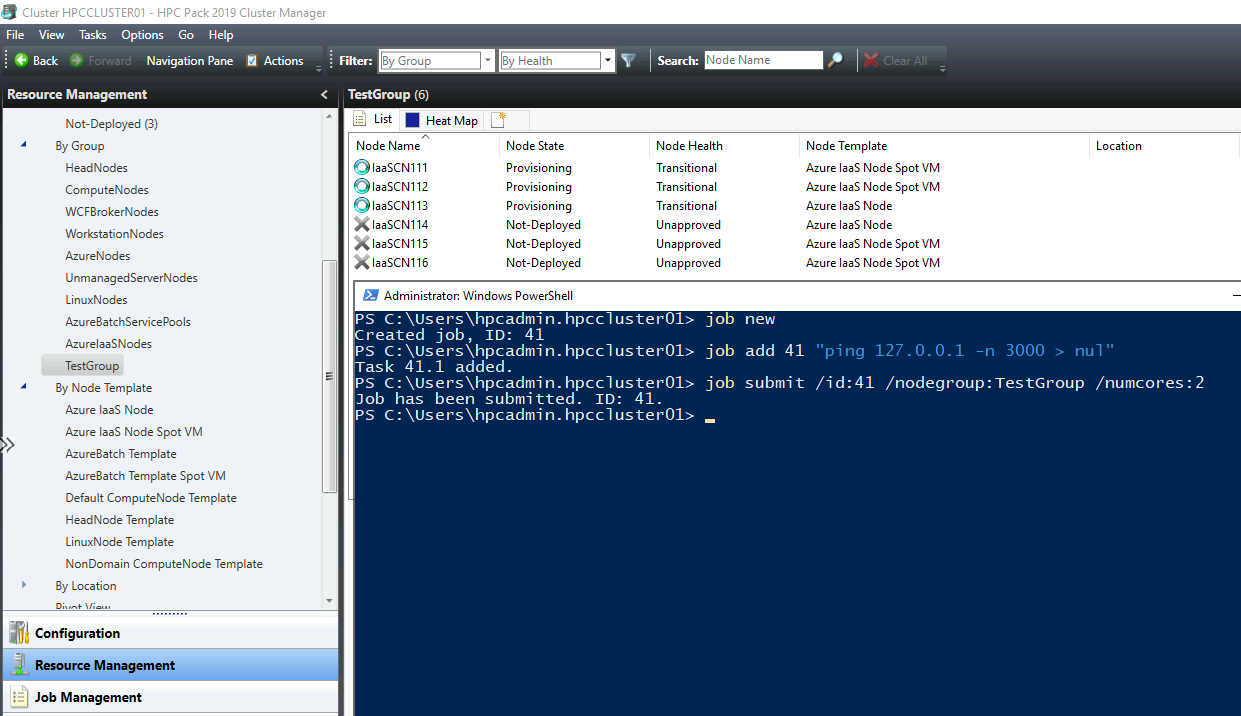 Cluster HPCCLUSTER01 - HPC Pack 2019 Cluster Manager
File View Tasks Options Go Help
Back Forward Navigation Pane Actions Filter: By Group By Health Search: Node Name Clear All
Resource Management
Not-Deployed (3)
By Group
HeadNodes
ComputeNodes
WCFBrokerNodes
WorkstationNodes
AzureNodes
UnmanagedServerNodes
LinuxNodes
AzureBatchServicePools
AzureIaaSNodes
TestGroup
By Node Template
Azure IaaS Node
Azure IaaS Node Spot VM
AzureBatch Template
AzureBatch Template Spot VM
Default ComputeNode Template
HeadNode Template
LinuxNode Template
NonDomain ComputeNode Template
By Location
Pivot View
Configuration
Resource Management
Job Management
TestGroup (6)
List Heat Map
Node Name Node State Node Health Node Template Location
IaaSCN111 Provisioning Transitional Azure IaaS Node Spot VM
IaaSCN112 Provisioning Transitional Azure IaaS Node Spot VM
IaaSCN113 Provisioning Transitional Azure IaaS Node
IaaSCN114 Not-Deployed Unapproved Azure IaaS Node
IaaSCN115 Not-Deployed Unapproved Azure IaaS Node Spot VM
IaaSCN116 Not-Deployed Unapproved Azure IaaS Node Spot VM
Administrator: Windows PowerShell
PS C:\Users\hpcadmin.hpccluster01> job new
Created job, ID: 41
PS C:\Users\hpcadmin.hpccluster01> job add 41 "ping 127.0.0.1 -n 3000 > nul"
Task 41.1 added.
PS C:\Users\hpcadmin.hpccluster01> job submit /id:41 /nodegroup:TestGroup /numcores:2
Job has been submitted. ID: 41.
PS C:\Users\hpcadmin.hpccluster01>